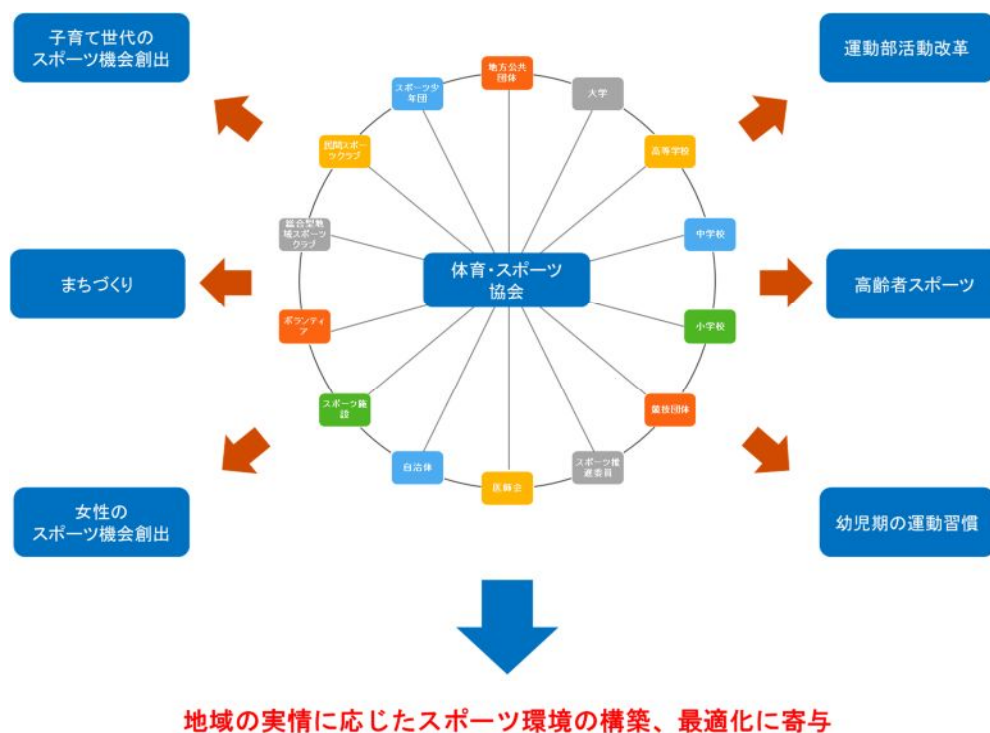 子育て世代の
スポーツ機会創出
運動部活動改革
地方公共
団体
スポーツ少
年団
大学
民間スポー
ツクラブ
高等学校
総合型地
域スポーツ
クラブ
中学校
体育・スポーツ
協会
まちづくり
高齢者スポーツ
ボランティ
ア
小学校
スポーツ施
設
競技団体
自治体
スポーツ推
進委員
医師会
女性の
スポーツ機会創出
幼児期の運動習慣
地域の実情に応じたスポーツ環境の構築、最適化に寄与